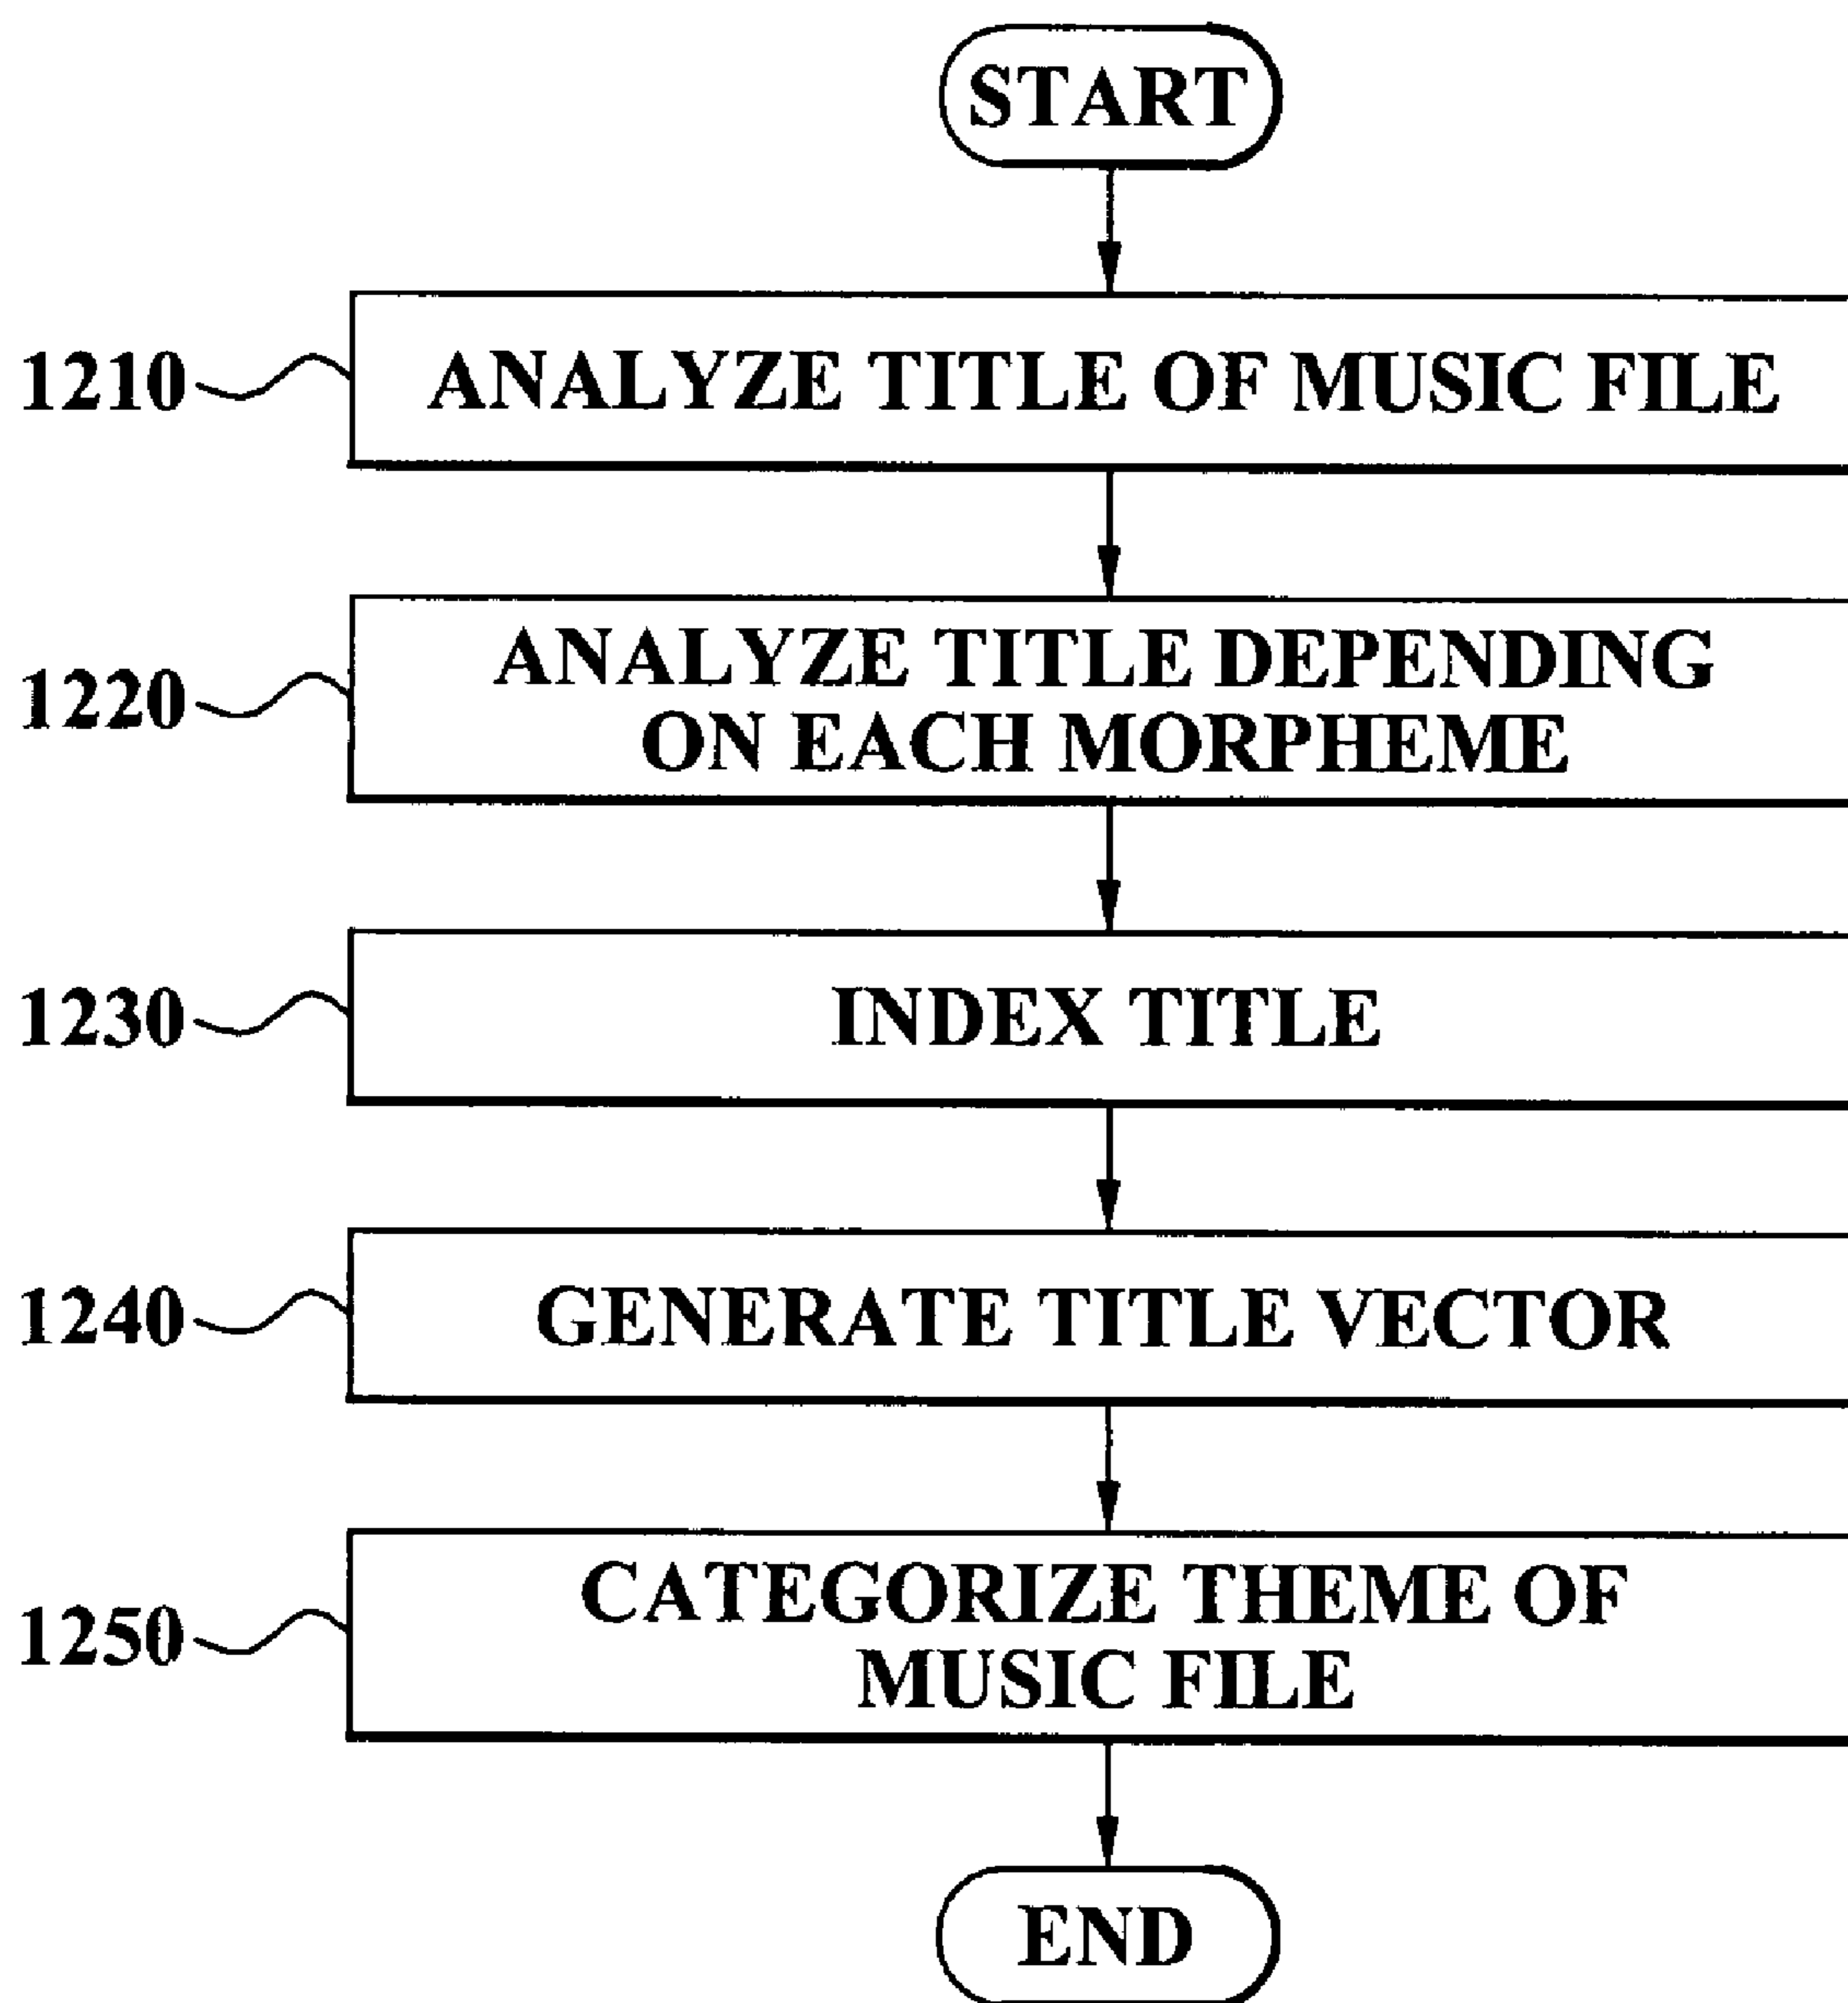 START
1210 ANALYZE TITLE OF MUSIC FILE
1220 ANALYZE TITLE DEPENDING
ON EACH MORPHEME
1230 INDEX TITLE
1240 GENERATE TITLE VECTOR
1250 CATEGORIZE THEME OF
MUSIC FILE
END